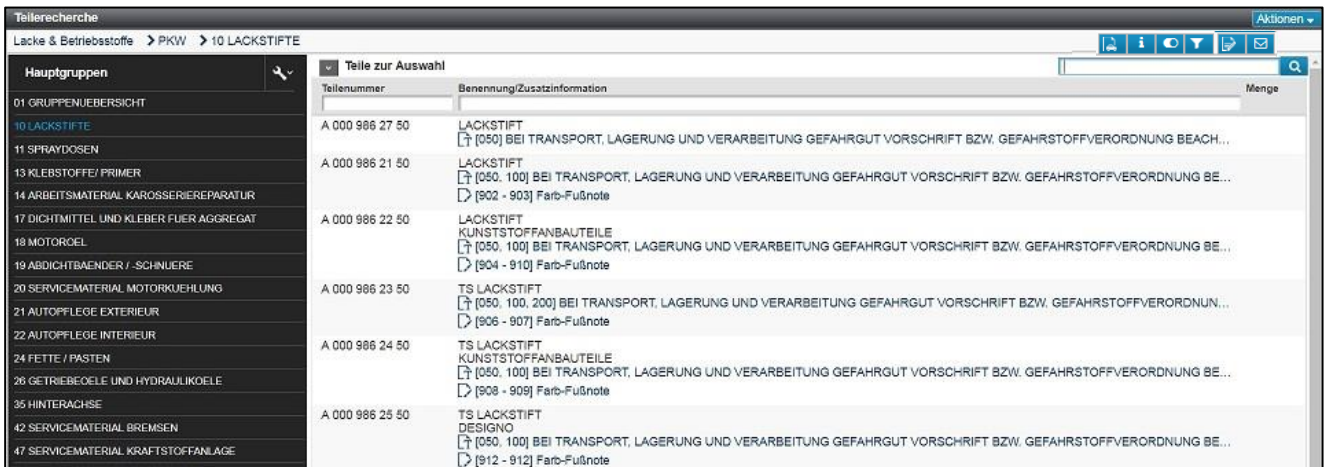 Teilerecherche
Aktionen
Lacke & Betriebsstoffe > PKW > 10 LACKSTIFTE
Hauptgruppen
01 GRUPPENUEBERSICHT
10 LACKSTIFTE
11 SPRAYDOSEN
13 KLEBSTOFFE/ PRIMER
14 ARBEITSMATERIAL KAROSSERIEREPARATUR
17 DICHTMITTEL UND KLEBER FUER AGGREGAT
18 MOTOROEL
19 ABDICHTBAENDER / -SCHNUERE
20 SERVICEMATERIAL MOTORKUEHLUNG
21 AUTOPFLEGE EXTERIEUR
22 AUTOPFLEGE INTERIEUR
24 FETTE / PASTEN
26 GETRIEBEOELE UND HYDRAULIKOELE
35 HINTERACHSE
42 SERVICEMATERIAL BREMSEN
47 SERVICEMATERIAL KRAFTSTOFFANLAGE
Teile zur Auswahl
Teilenummer Benennung/Zusatzinformation Menge
A 000 986 27 50 LACKSTIFT
[050] BEI TRANSPORT, LAGERUNG UND VERARBEITUNG GEFAHRGUT VORSCHRIFT BZW. GEFAHRSTOFFVERORDNUNG BEACH...
A 000 986 21 50 LACKSTIFT
[050, 100] BEI TRANSPORT, LAGERUNG UND VERARBEITUNG GEFAHRGUT VORSCHRIFT BZW. GEFAHRSTOFFVERORDNUNG BE...
[902 - 903] Farb-Fußnote
A 000 986 22 50 LACKSTIFT
KUNSTSTOFFANBAUTEILE
[050, 100] BEI TRANSPORT, LAGERUNG UND VERARBEITUNG GEFAHRGUT VORSCHRIFT BZW. GEFAHRSTOFFVERORDNUNG BE...
[904 - 910] Farb-Fußnote
A 000 986 23 50 TS LACKSTIFT
[050, 100, 200] BEI TRANSPORT, LAGERUNG UND VERARBEITUNG GEFAHRGUT VORSCHRIFT BZW. GEFAHRSTOFFVERORDNUN...
[906 - 907] Farb-Fußnote
A 000 986 24 50 TS LACKSTIFT
KUNSTSTOFFANBAUTEILE
[050, 100] BEI TRANSPORT, LAGERUNG UND VERARBEITUNG GEFAHRGUT VORSCHRIFT BZW. GEFAHRSTOFFVERORDNUNG BE...
[908 - 909] Farb-Fußnote
A 000 986 25 50 TS LACKSTIFT
DESIGNO
[050, 100] BEI TRANSPORT, LAGERUNG UND VERARBEITUNG GEFAHRGUT VORSCHRIFT BZW. GEFAHRSTOFFVERORDNUNG BE...
[912 - 912] Farb-Fußnote